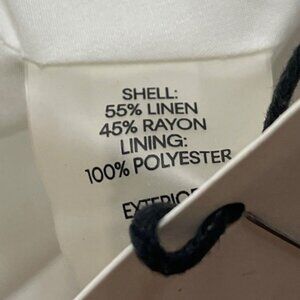 SHELL:
55% LINEN
45% RAYON
LINING:
100% POLYESTER